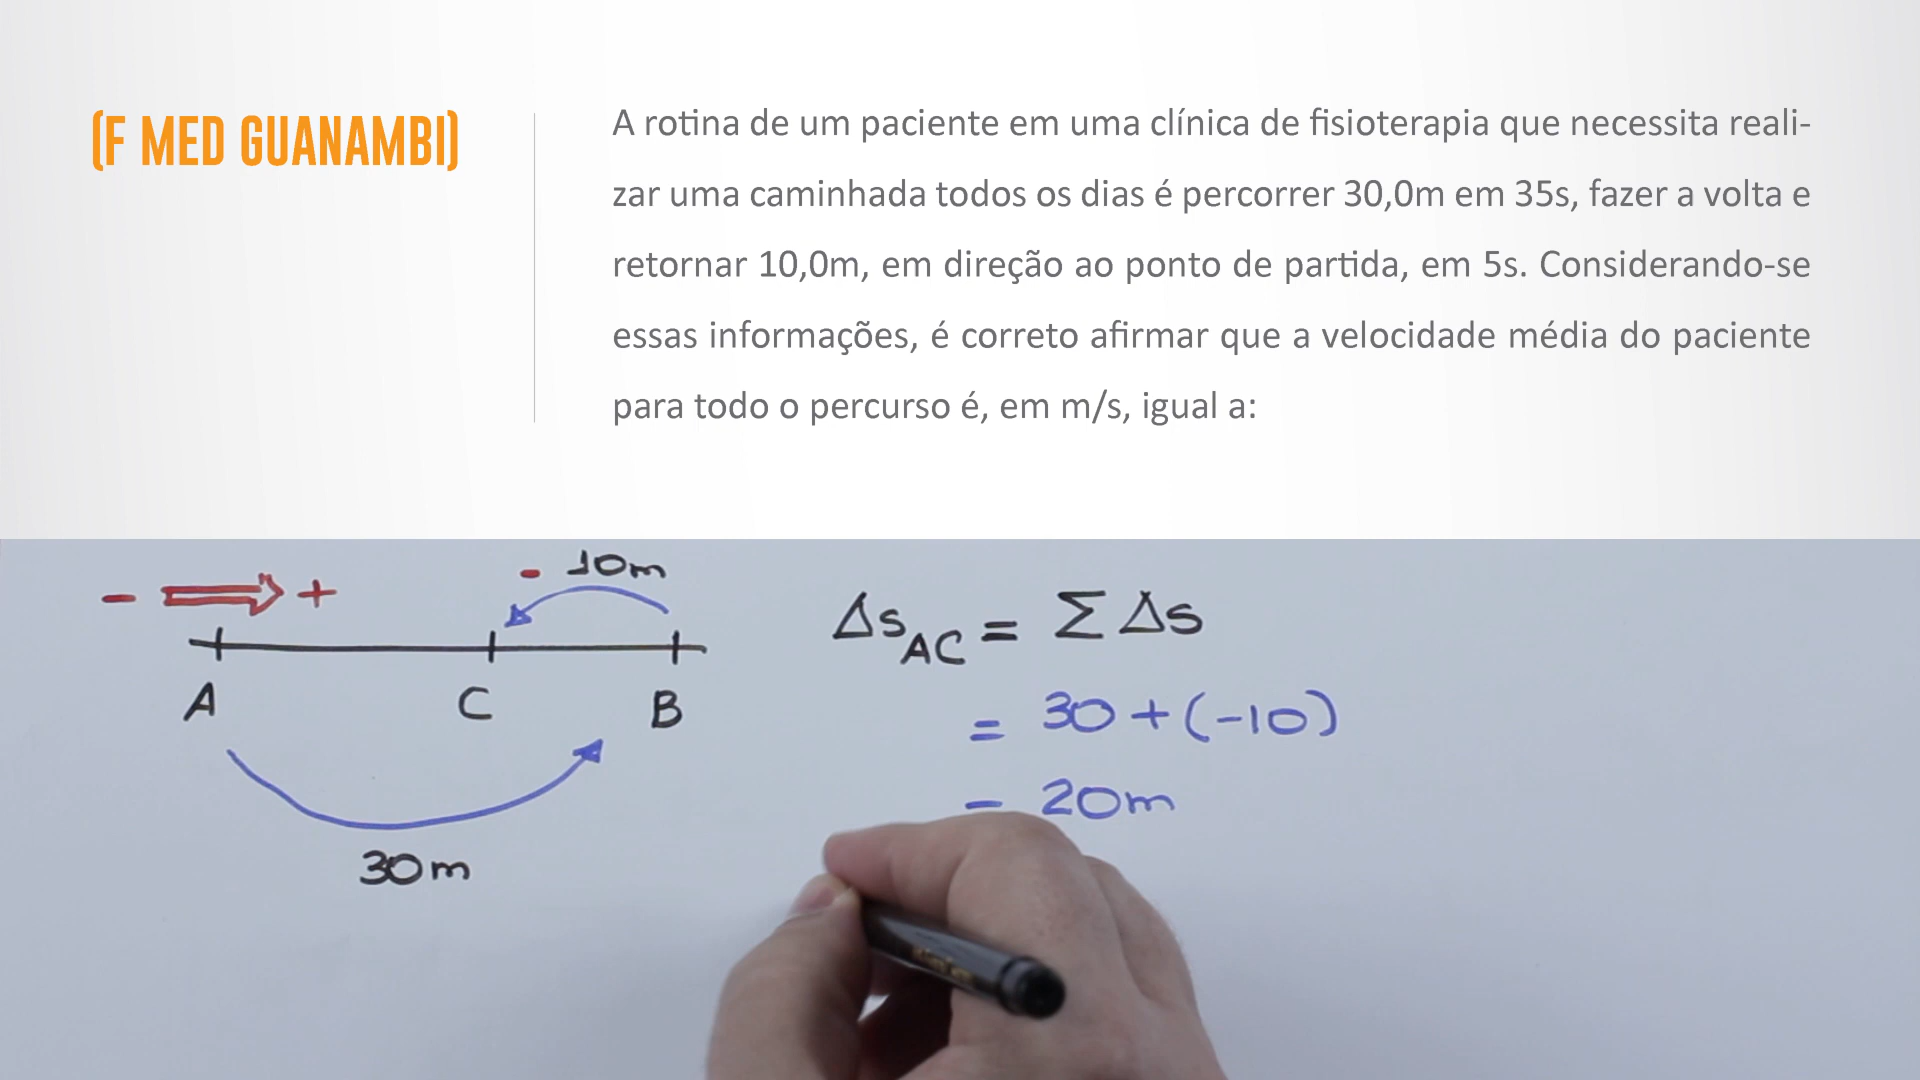 (F MED GUANAMBI)
A rotina de um paciente em uma clínica de fisioterapia que necessita reali-
zar uma caminhada todos os dias é percorrer 30,0m em 35s, fazer a volta e
retornar 10,0m, em direção ao ponto de partida, em 5s. Considerando-se
essas informações, é correto afirmar que a velocidade média do paciente
para todo o percurso é, em m/s, igual a:
- +
- 10m
A C B
30m
ΔsAC = Σ Δs
= 30 + (-10)
= 20m